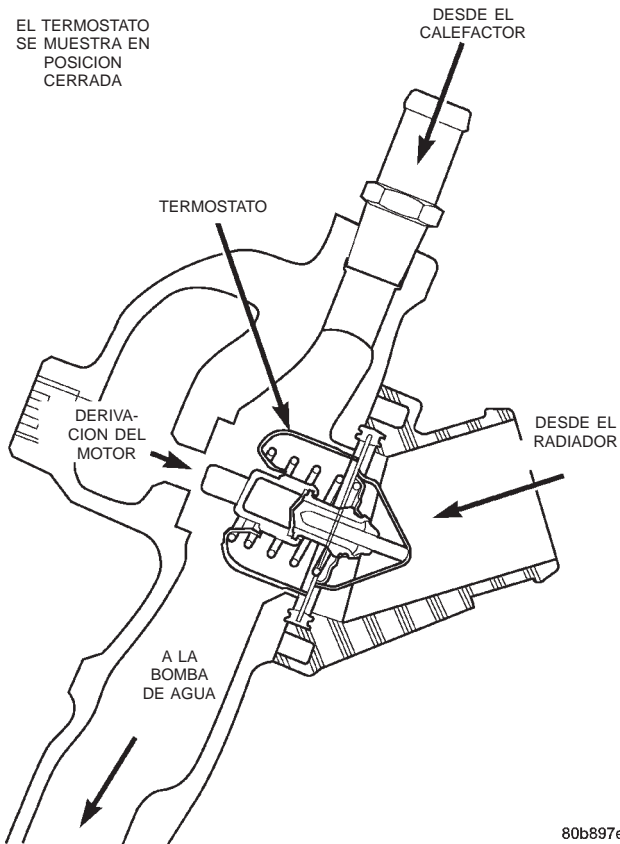 EL TERMOSTATO
SE MUESTRA EN
POSICION
CERRADA
DESDE EL
CALEFACTOR
TERMOSTATO
DERIVA-
CION DEL
MOTOR
DESDE EL
RADIADOR
A LA
BOMBA
DE AGUA
80b897e